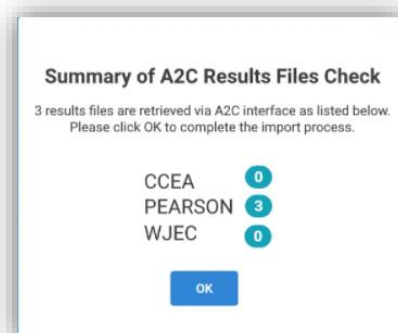 Summary of A2C Results Files Check
3 results files are retrieved via A2C interface as listed below.
Please click OK to complete the import process.
CCEA 0
PEARSON 3
WJEC 0
OK